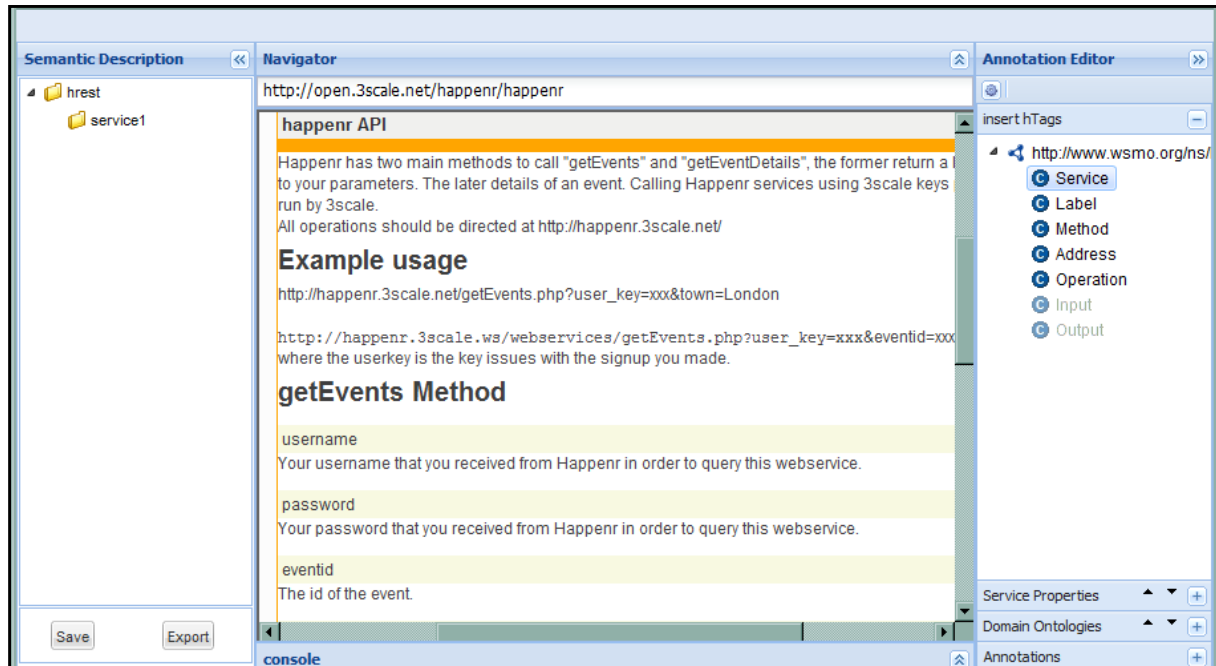 Semantic Description
hrest
service1
Save
Export
Navigator
http://open.3scale.net/happenr/happenr
happenr API
Happenr has two main methods to call "getEvents" and "getEventDetails", the former return a
to your parameters. The later details of an event. Calling Happenr services using 3scale keys
run by 3scale.
All operations should be directed at http://happenr.3scale.net/
Example usage
http://happenr.3scale.net/getEvents.php?user_key=xxx&town=London
http://happenr.3scale.ws/webservices/getEvents.php?user_key=xxx&eventid=xxx
where the userkey is the key issues with the signup you made.
getEvents Method
username
Your username that you received from Happenr in order to query this webservice.
password
Your password that you received from Happenr in order to query this webservice.
eventid
The id of the event.
console
Annotation Editor
insert hTags
http://www.wsmo.org/ns/
Service
Label
Method
Address
Operation
Input
Output
Service Properties
Domain Ontologies
Annotations